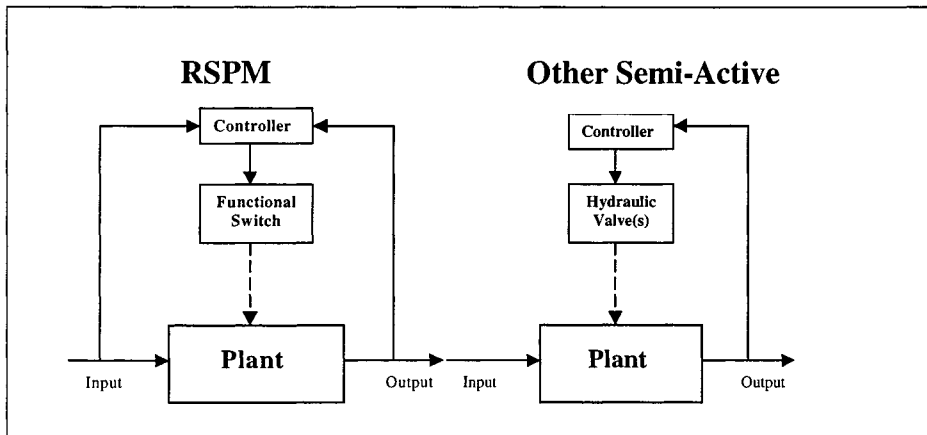 RSPM
Controller
Functional
Switch
Plant
Input
Output
Other Semi-Active
Controller
Hydraulic
Valve(s)
Plant
Input
Output